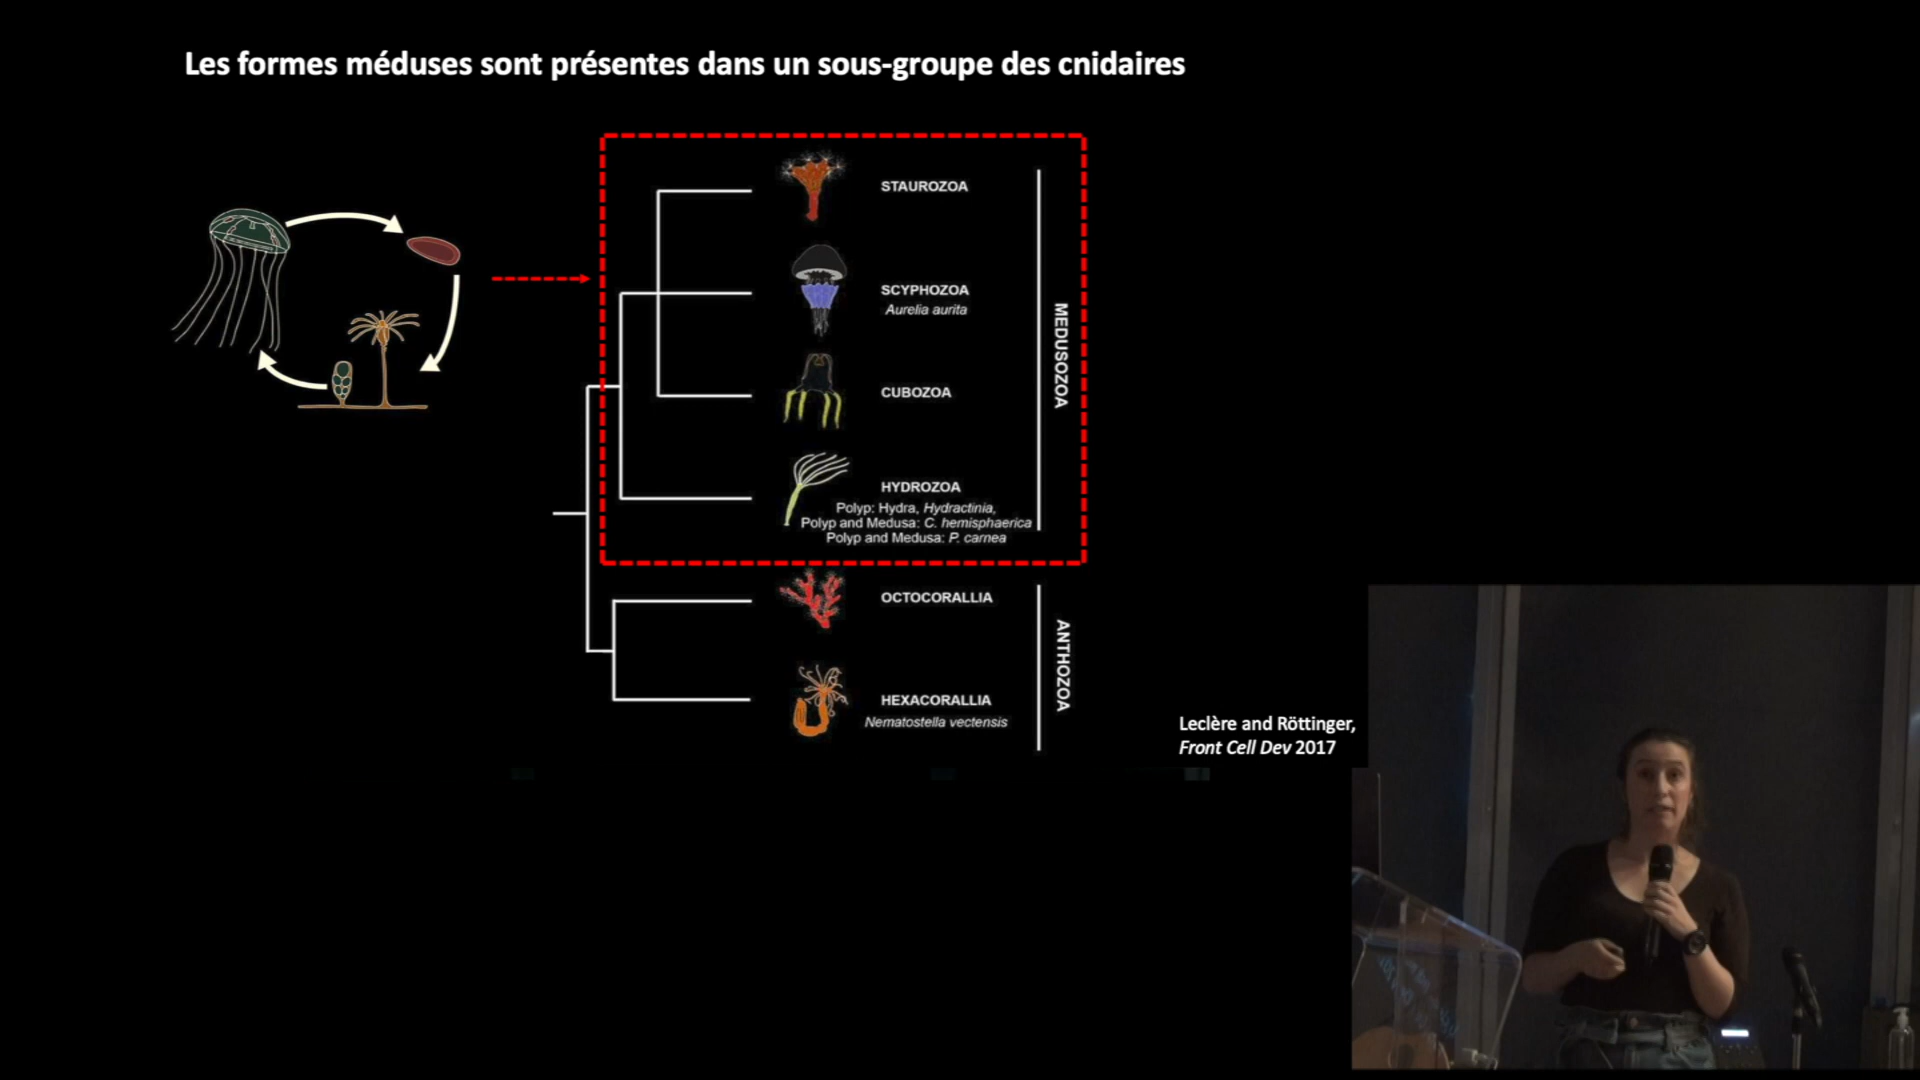 Les formes méduses sont présentes dans un sous-groupe des cnidaires
STAUROZOA
SCYPHOZOA
Aurelia aurita
CUBOZOA
HYDROZOA
Polyp: Hydra, Hydractinia,
Polyp and Medusa: C. hemisphaerica
Polyp and Medusa: P. carnea
MEDUSOZOA
OCTOCORALLIA
HEXACORALLIA
Nematostella vectensis
ANTHOZOA
Leclère and Röttinger,
Front Cell Dev 2017